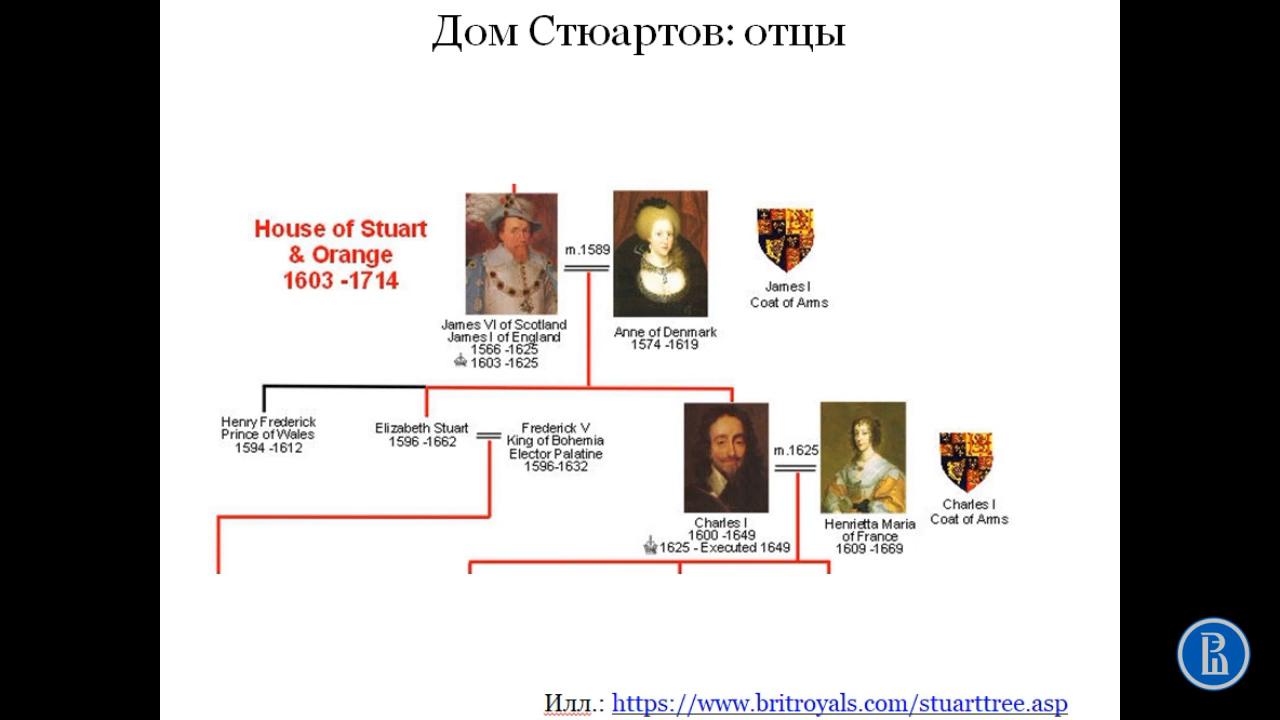 Дом Стюартов: отцы
House of Stuart
& Orange
1603 -1714
m.1589
James I
Coat of Arms
James VI of Scotland
James I of England
1566 -1625
1603 -1625
Anne of Denmark
1574 -1619
Henry Frederick
Prince of Wales
1594 -1612
Elizabeth Stuart
1596 -1662
Frederick V
King of Bohemia
Elector Palatine
1596-1632
m.1625
Charles I
Coat of Arms
Charles I
1600 -1649
1625 - Executed 1649
Henrietta Maria
of France
1609 -1669
Илл.: https://www.britroyals.com/stuarttree.asp